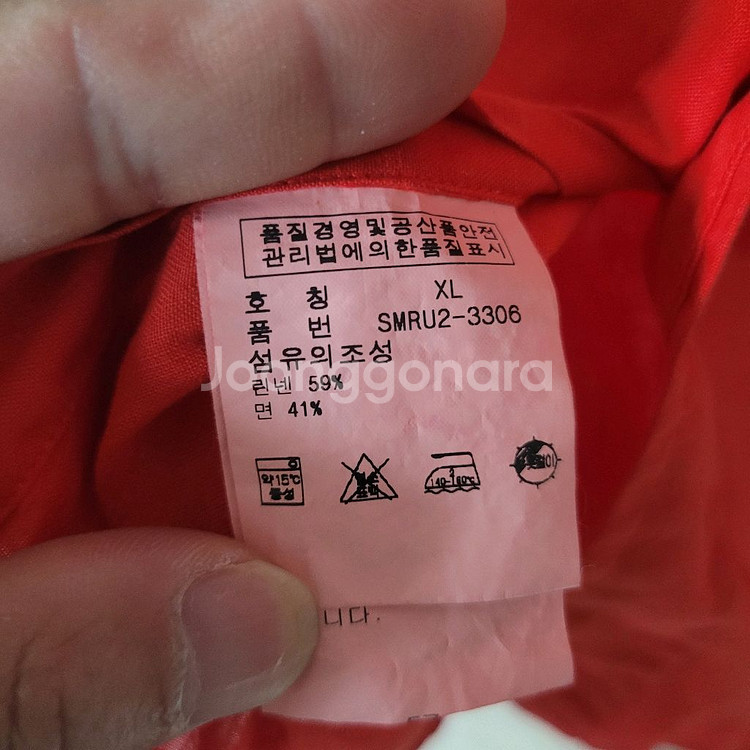 품질경영및공산품안전
관리법에의한품질표시
호 칭 XL
품 번 SMRU2-3306
섬유의조성
Joonggonara
린넨 59%
면 41%
약15℃
중성
2
140~160℃
니다.